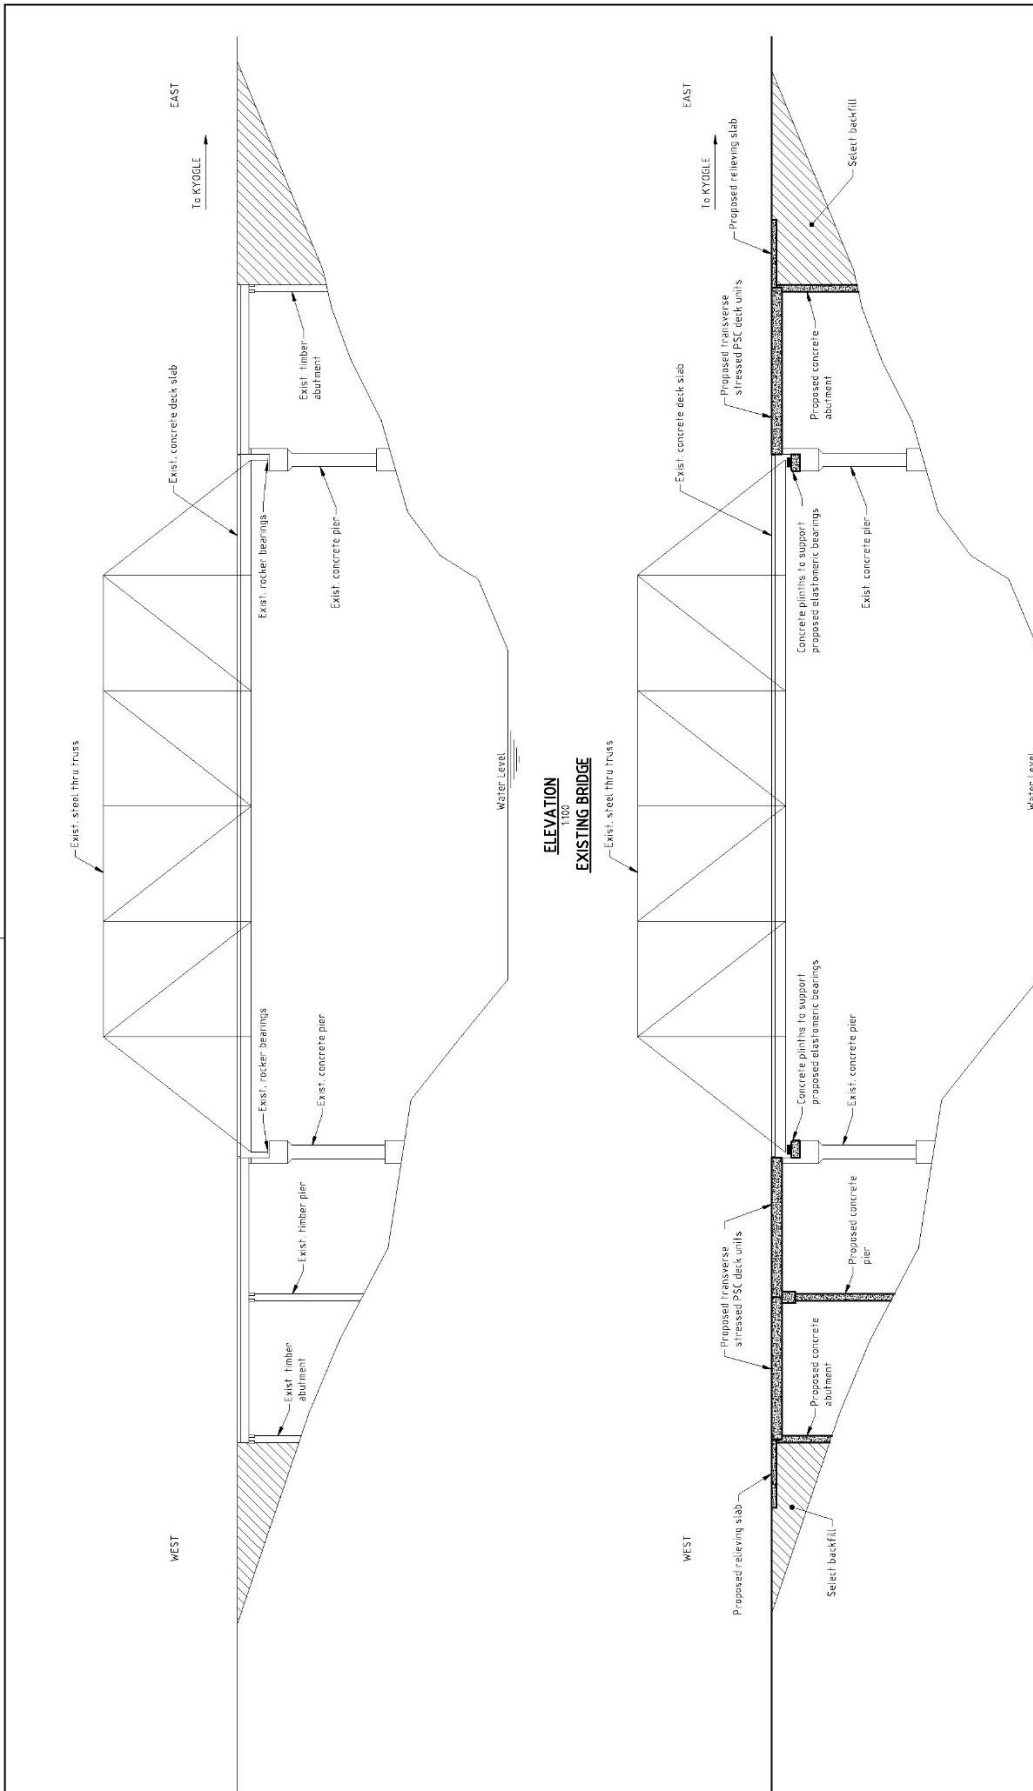 WEST
EAST
To KYOGLE
Exist. steel thru truss
Exist. concrete deck slab
Exist timber
abutment
Exist. timber pier
Exist. rocker bearings
Exist. concrete pier
Exist. rocker bearings
Exist. concrete pier
Exist timber
abutment
Water Level
ELEVATION
1:100
EXISTING BRIDGE
WEST
EAST
To KYOGLE
Exist. steel thru truss
Proposed relieving slab
Proposed transverse
stressed PSC deck units
Exist. concrete deck slab
Proposed transverse
stressed PSC deck units
Proposed relieving slab
Select backfill
Proposed concrete
abutment
Proposed concrete
pier
Concrete plinths to support
proposed elastomeric bearings
Exist. concrete pier
Concrete plinths to support
proposed elastomeric bearings
Exist. concrete pier
Proposed concrete
abutment
Select backfill
Water Level